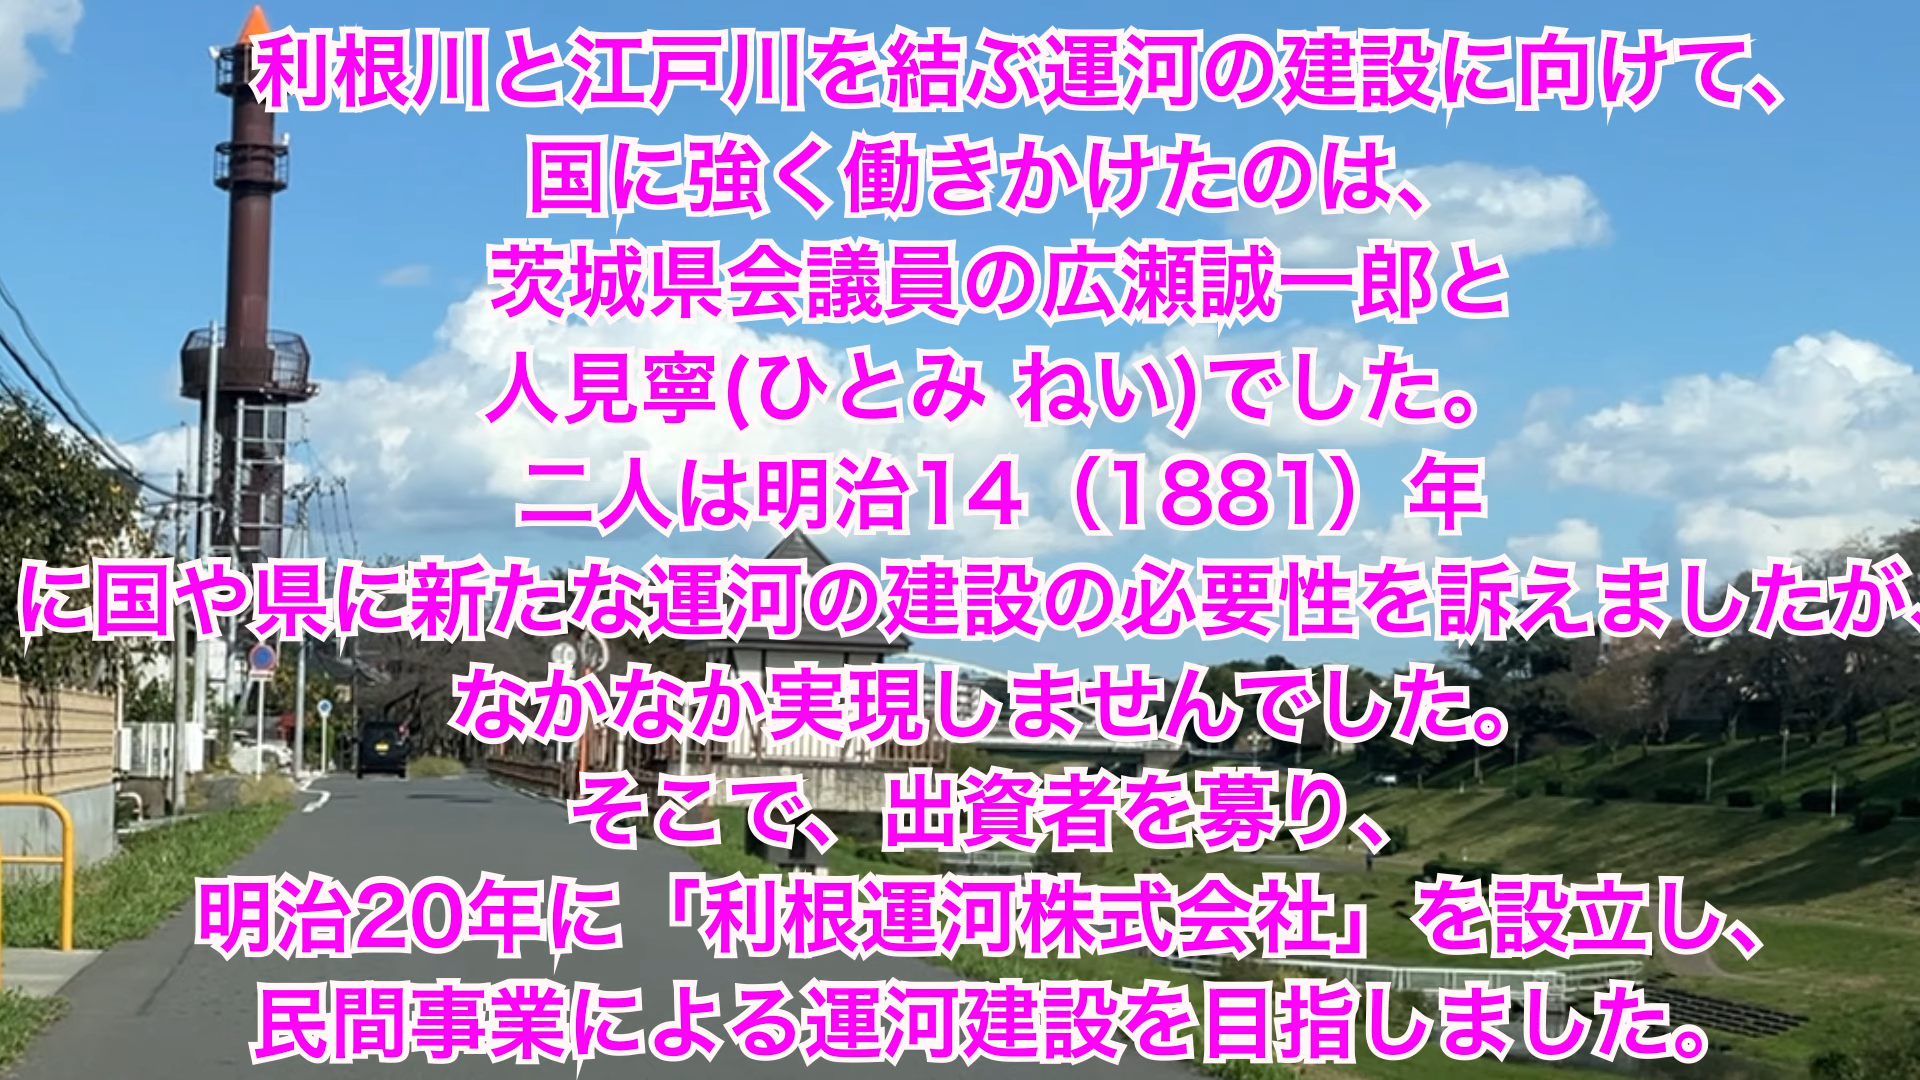 利根川と江戸川を結ぶ運河の建設に向けて、
国に強く働きかけたのは、
茨城県会議員の広瀬誠一郎と
人見寧(ひとみ ねい)でした。
二人は明治14（1881）年
に国や県に新たな運河の建設の必要性を訴えましたが、
なかなか実現しませんでした。
そこで、出資者を募り、
明治20年に「利根運河株式会社」を設立し、
民間事業による運河建設を目指しました。